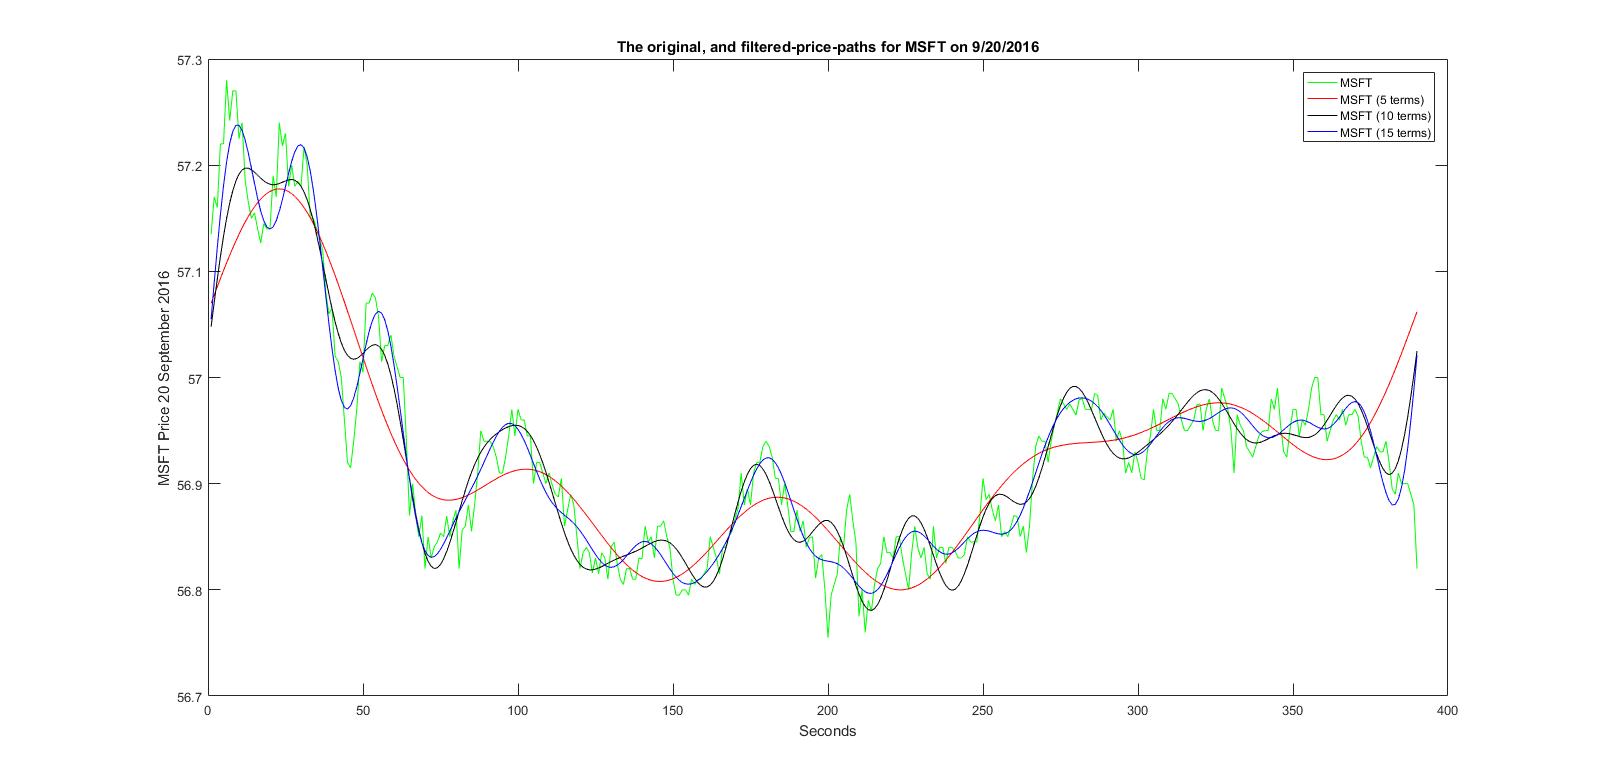 The original, and filtered-price-paths for MSFT on 9/20/2016
MSFT
MSFT (5 terms)
MSFT (10 terms)
MSFT (15 terms)
MSFT Price 20 September 2016
57.3
57.2
57.1
57
56.9
56.8
56.7
0 50 100 150 200 250 300 350 400
Seconds